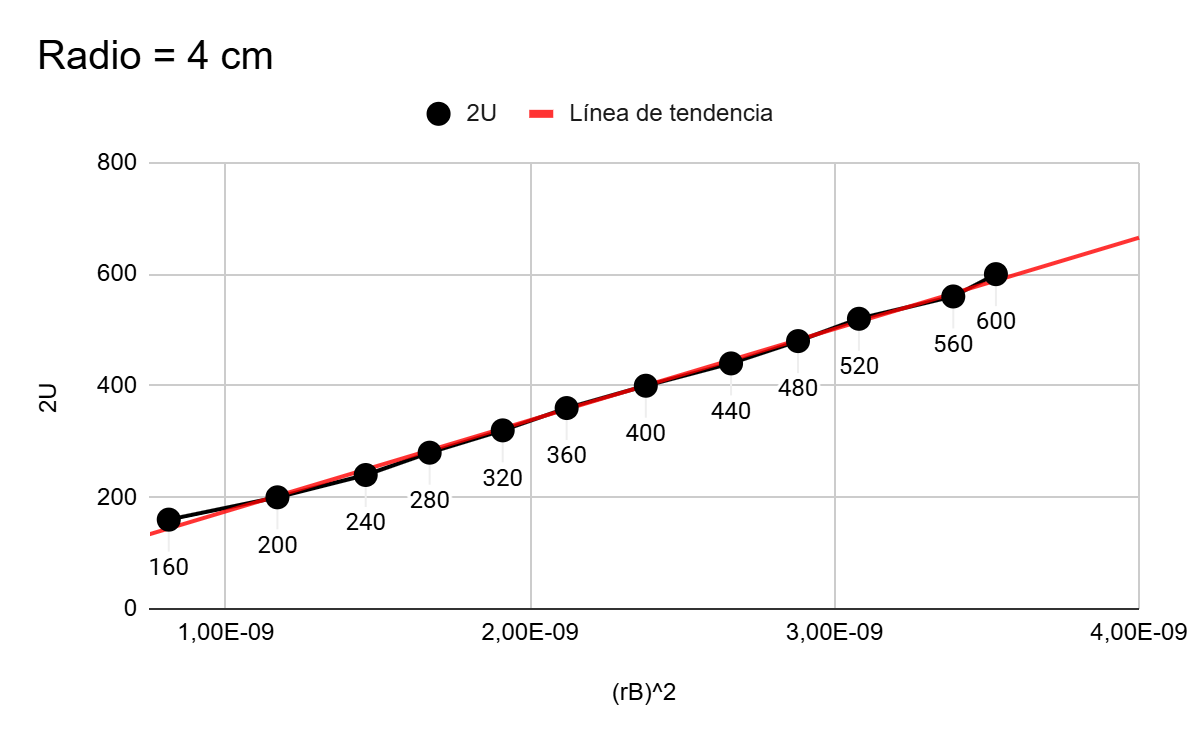 Radio = 4 cm
2U
Línea de tendencia
800
600
400
200
0
2U
160
200
240
280
320
360
400
440
480
520
560
600
1,00E-09
2,00E-09
3,00E-09
4,00E-09
(rB)^2